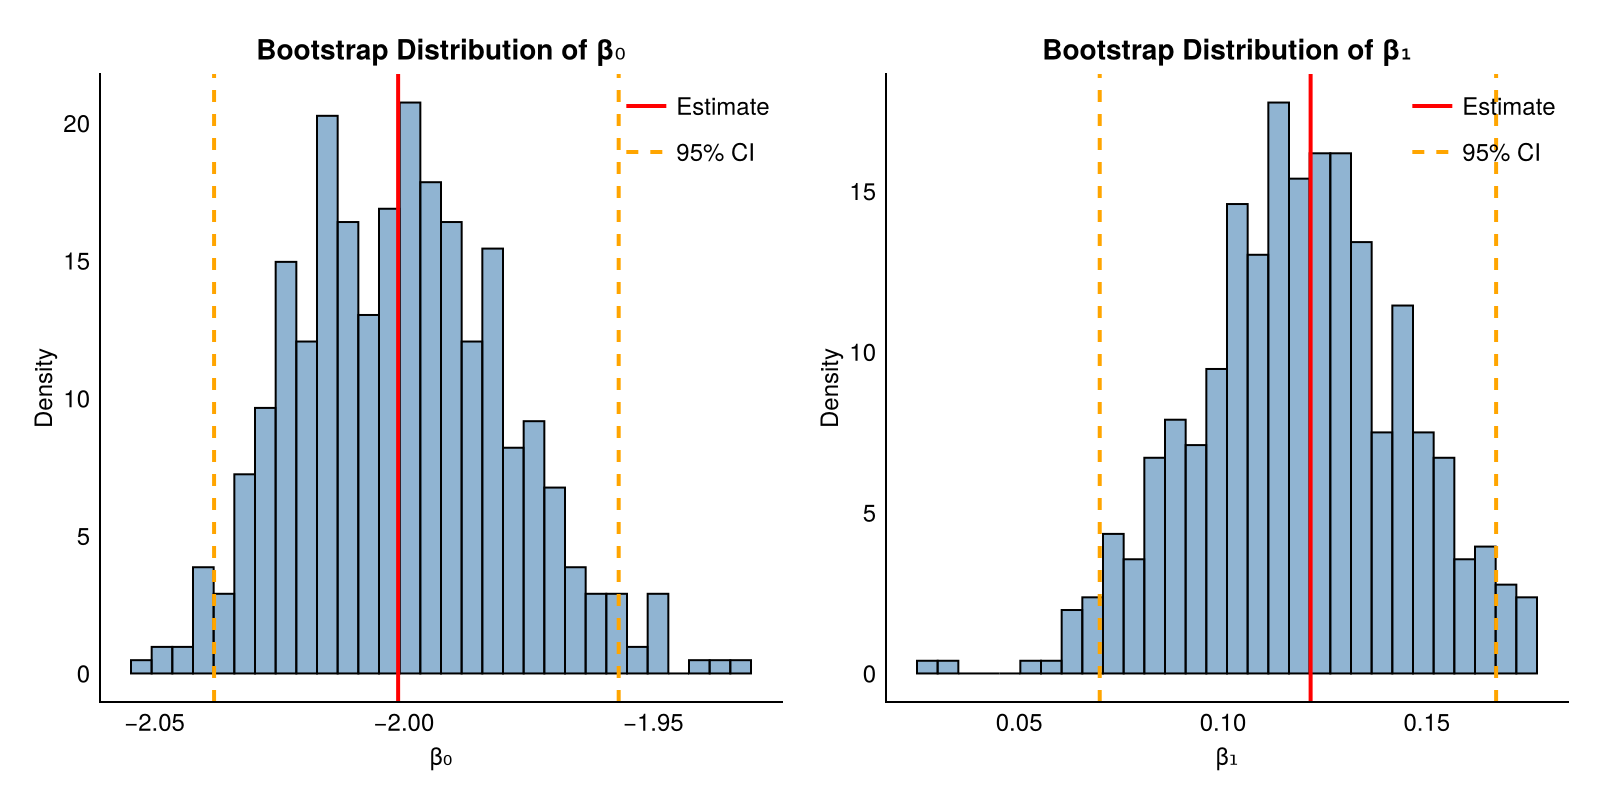 Bootstrap Distribution of β₀
20
15
10
5
0
Density
−2.05
−2.00
−1.95
β₀
Estimate
95% CI
Bootstrap Distribution of β₁
15
10
5
0
Density
0.05
0.10
0.15
β₁
Estimate
95% CI